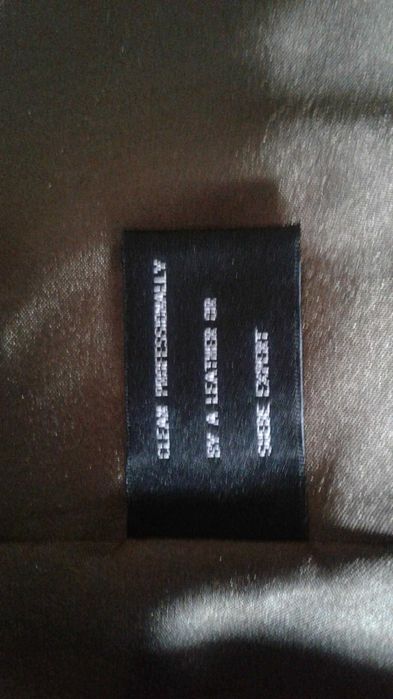 CLEAN PROFESSIONALLY
BY A LEATHER OR
SUEDE EXPERT